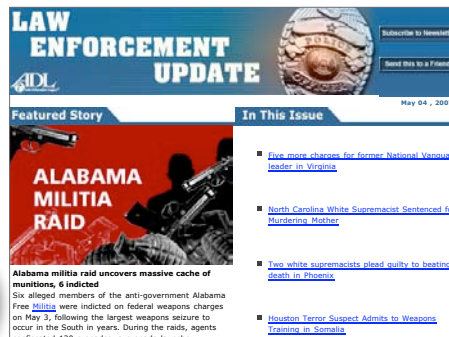 LAW
ENFORCEMENT
UPDATE
ADL
POLICE
Subscribe to
Send this to a
May 04 ,
Featured Story
In This Issue
ALABAMA
MILITIA
RAID
Alabama militia raid uncovers massive cache of
munitions, 6 indicted
Six alleged members of the anti-government Alabama
Free Militia were indicted on federal weapons charges
on May 3, following the largest weapons seizure to
occur in the South in years. During the raids, agents
Five more charges for former National
leader in Virginia
North Carolina White Supremacist Sentenced
Murdering Mother
Two white supremacists plead guilty to beating
death in Phoenix
Houston Terror Suspect Admits to Weapons
Training in Somalia